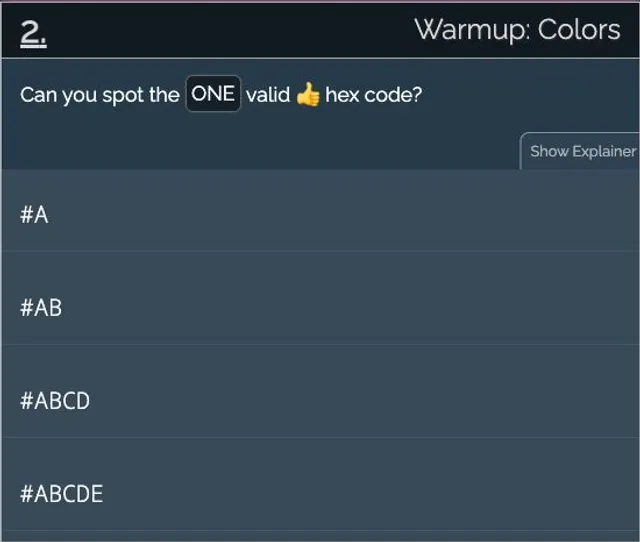 2.
Warmup: Colors
Can you spot the ONE valid 👍 hex code?
Show Explainer
#A
#AB
#ABCD
#ABCDE